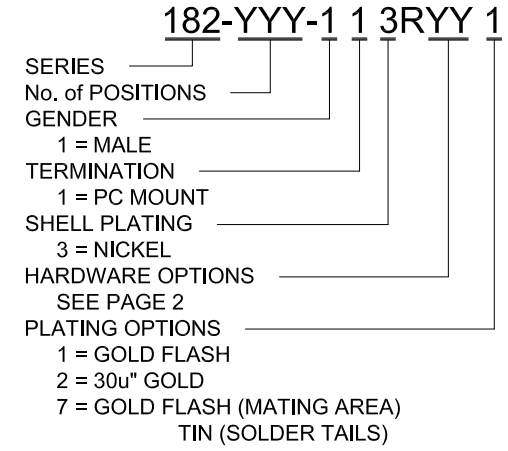 182-YYY-1 1 3RYY 1
SERIES
No. of POSITIONS
GENDER
1 = MALE
TERMINATION
1 = PC MOUNT
SHELL PLATING
3 = NICKEL
HARDWARE OPTIONS
SEE PAGE 2
PLATING OPTIONS
1 = GOLD FLASH
2 = 30u" GOLD
7 = GOLD FLASH (MATING AREA)
TIN (SOLDER TAILS)